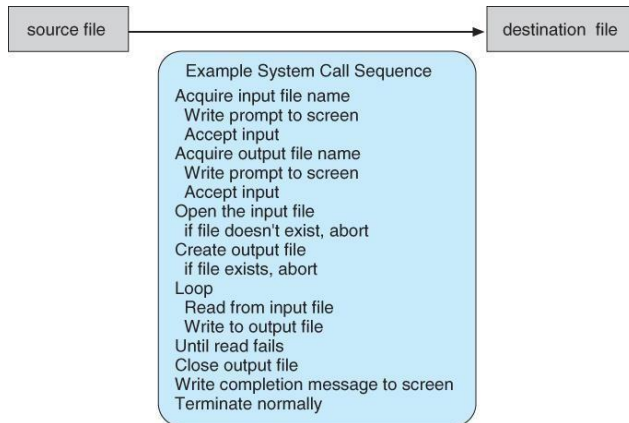 source file
destination file
Example System Call Sequence
Acquire input file name
Write prompt to screen
Accept input
Acquire output file name
Write prompt to screen
Accept input
Open the input file
if file doesn't exist, abort
Create output file
if file exists, abort
Loop
Read from input file
Write to output file
Until read fails
Close output file
Write completion message to screen
Terminate normally